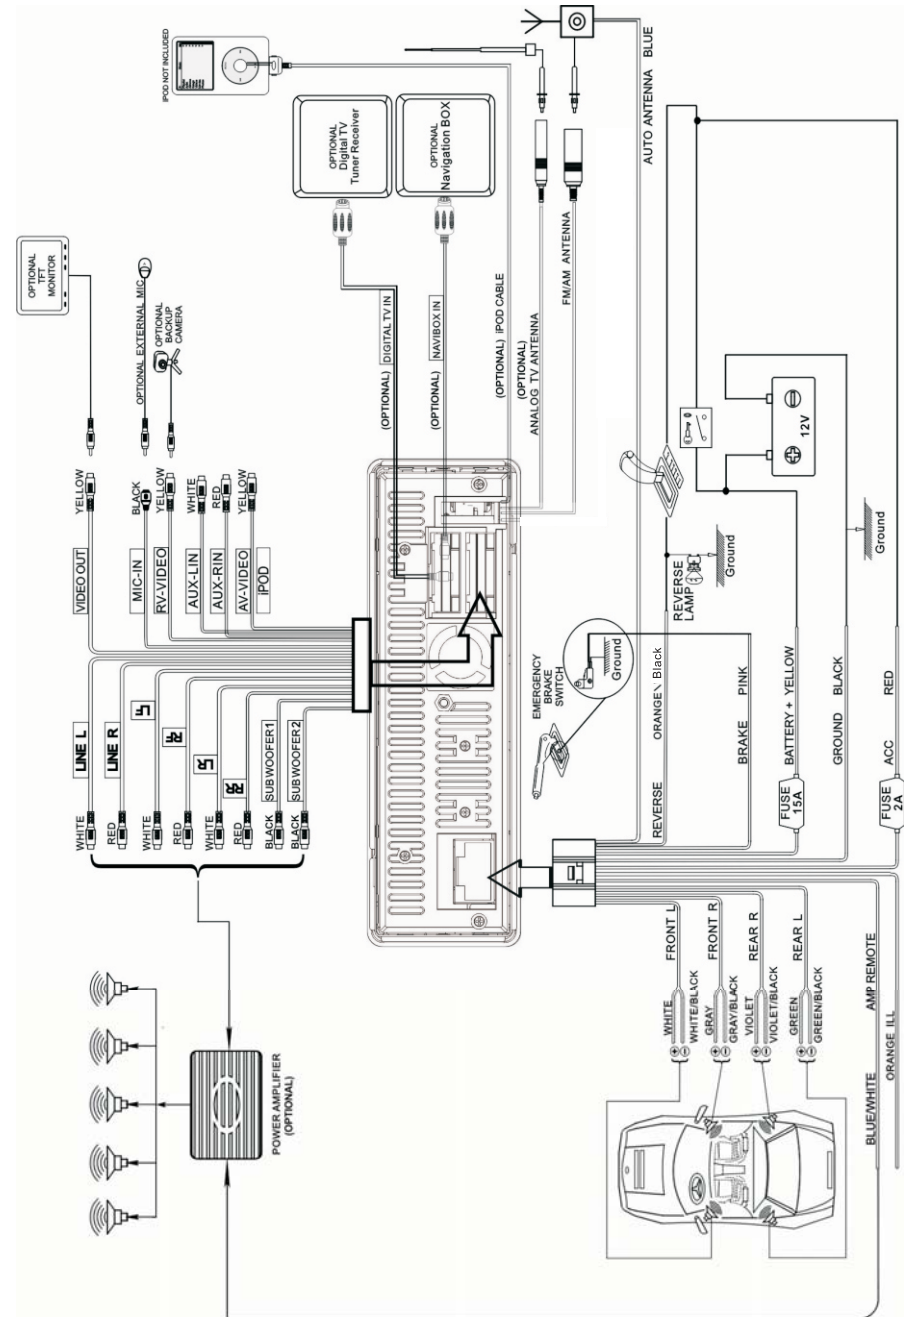 IPOD NOT INCLUDED
OPTIONAL
Digital TV
Tuner Receiver
OPTIONAL
Navigation BOX
AUTO ANTENNA BLUE
OPTIONAL
TFT
MONITOR
OPTIONAL EXTERNAL MIC
OPTIONAL
BACKUP
CAMERA
(OPTIONAL) DIGITAL TV IN
(OPTIONAL) NAVIBOX IN
(OPTIONAL) iPOD CABLE
(OPTIONAL)
ANALOG TV ANTENNA
FM/AM ANTENNA
12V
Ground
YELLOW
BLACK
YELLOW
WHITE
RED
YELLOW
VIDEO OUT
MIC-IN
RV-VIDEO
AUX-LIN
AUX-RIN
AV-VIDEO
iPOD
REVERSE
LAMP
Ground
EMERGENCY
BRAKE
SWITCH
Ground
LINE L
LINE R
LF
RF
LR
RR
SUBWOOFER1
SUBWOOFER2
WHITE
RED
WHITE
RED
WHITE
RED
BLACK
BLACK
REVERSE ORANGE\ Black
BRAKE PINK
BATTERY + YELLOW
GROUND BLACK
ACC RED
FUSE
15A
FUSE
2A
FRONT L
FRONT R
REAR R
REAR L
WHITE
WHITE/BLACK
GRAY
GRAY/BLACK
VIOLET
VIOLET/BLACK
GREEN
GREEN/BLACK
BLUE/WHITE AMP REMOTE
ORANGE ILL
POWER AMPLIFIER
(OPTIONAL)